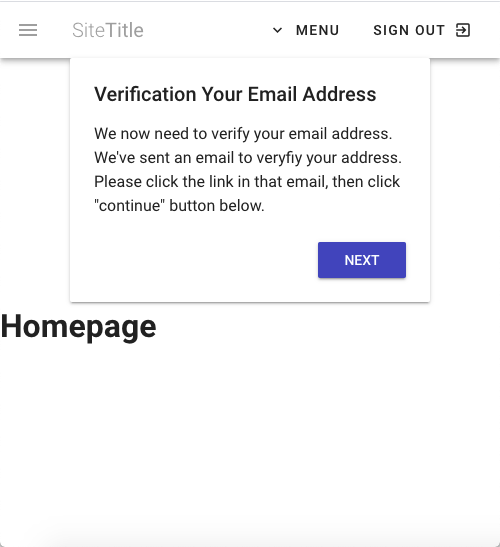 SiteTitle MENU SIGN OUT
Verification Your Email Address
We now need to verify your email address.
We've sent an email to veryfiy your address.
Please click the link in that email, then click
"continue" button below.
NEXT
Homepage